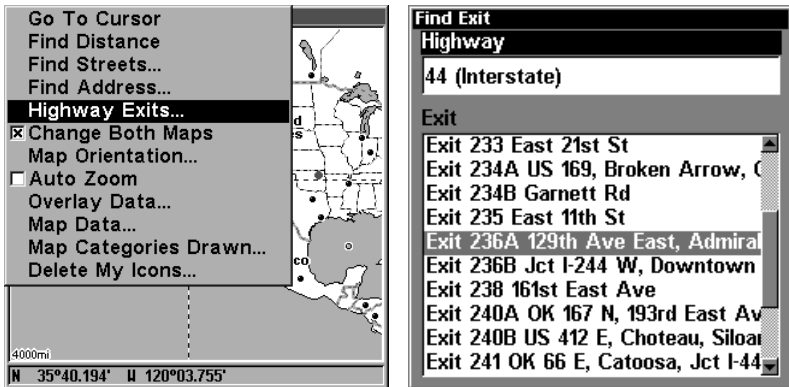 Go To Cursor
Find Distance
Find Streets...
Find Address...
Highway Exits...
Change Both Maps
Map Orientation...
Auto Zoom
Overlay Data...
Map Data...
Map Categories Drawn...
Delete My Icons...
d
s
co
4000mi
N 35º40.194' W 120º03.755'
Find Exit
Highway
44 (Interstate)
Exit
Exit 233 East 21st St
Exit 234A US 169, Broken Arrow,
Exit 234B Garnett Rd
Exit 235 East 11th St
Exit 236A 129th Ave East, Admiral
Exit 236B Jct I-244 W, Downtown
Exit 238 161st East Ave
Exit 240A OK 167 N, 193rd East Av
Exit 240B US 412 E, Choteau, Siloa
Exit 241 OK 66 E, Catoosa, Jct I-44